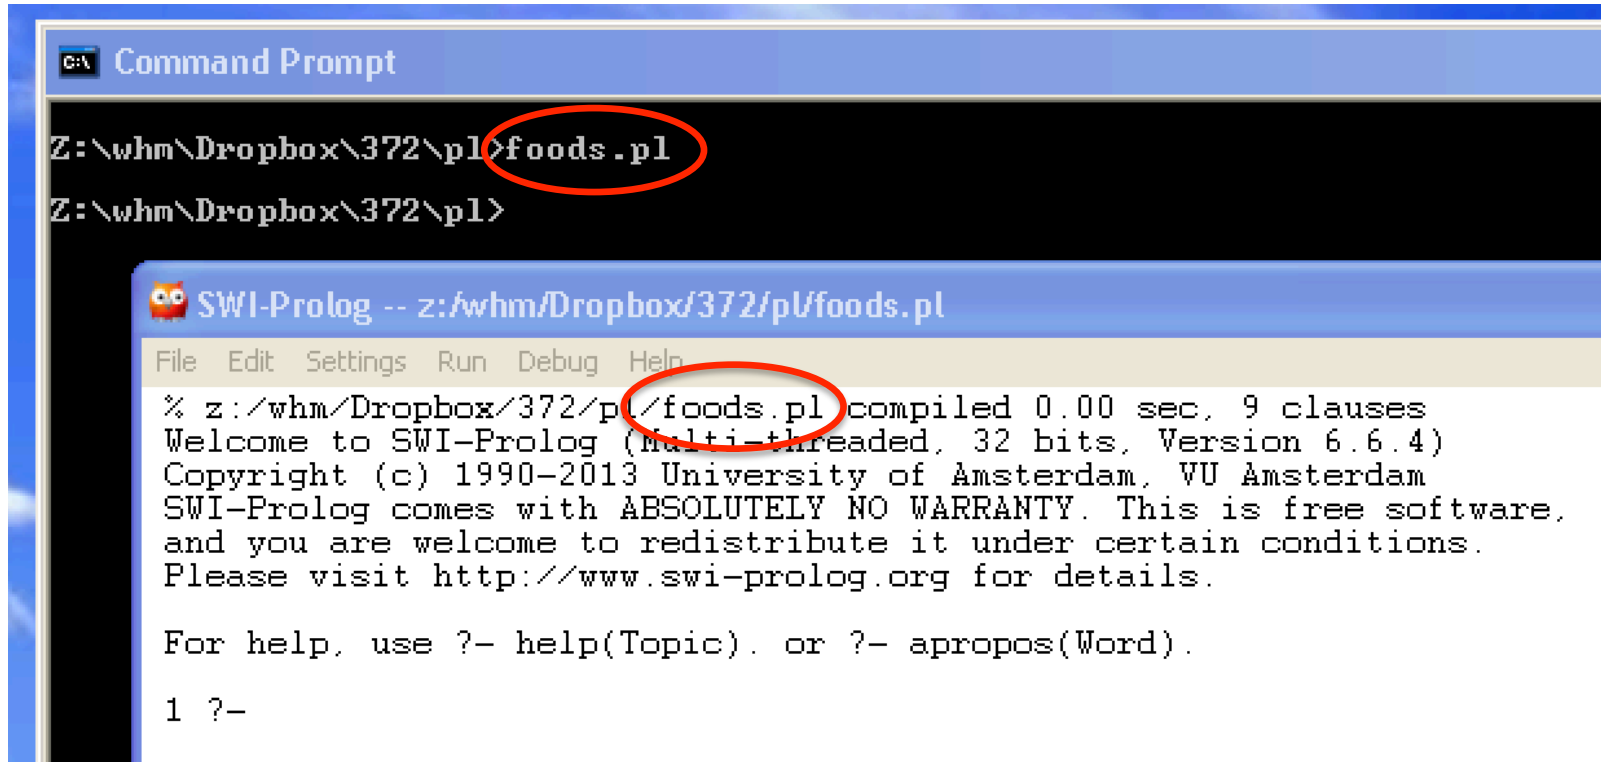 Command Prompt
Z:\whm\Dropbox\372\pl>foods.pl
Z:\whm\Dropbox\372\pl>
SWI-Prolog -- z:/whm/Dropbox/372/pl/foods.pl
File Edit Settings Run Debug Help
% z:/whm/Dropbox/372/pl/foods.pl compiled 0.00 sec, 9 clauses
Welcome to SWI-Prolog (Multi-threaded, 32 bits, Version 6.6.4)
Copyright (c) 1990-2013 University of Amsterdam, VU Amsterdam
SWI-Prolog comes with ABSOLUTELY NO WARRANTY. This is free software,
and you are welcome to redistribute it under certain conditions.
Please visit http://www.swi-prolog.org for details.
For help, use ?- help(Topic). or ?- apropos(Word).
1 ?-